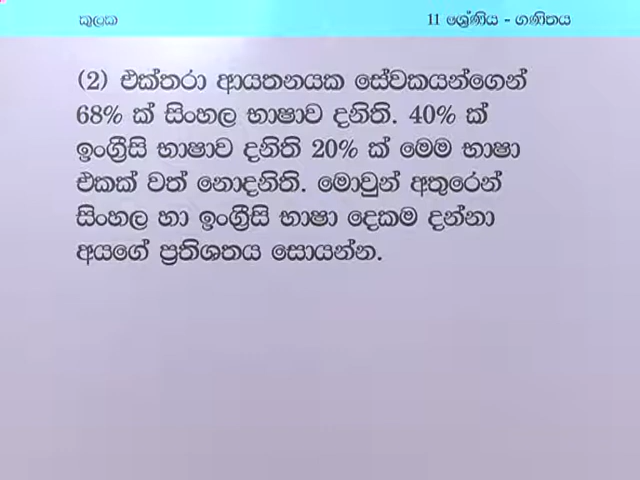 කුලක
11 ශ්‍රේණිය - ගණිතය
(2) එක්තරා ආයතනයක සේවකයන්ගෙන්
68% ක් සිංහල භාෂාව දනිති. 40% ක්
ඉංග්‍රීසි භාෂාව දනිති 20% ක් මෙම භාෂා
එකක් වත් නොදනිති. මොවුන් අතුරෙන්
සිංහල හා ඉංග්‍රීසි භාෂා දෙකම දන්නා
අයගේ ප්‍රතිශතය සොයන්න.